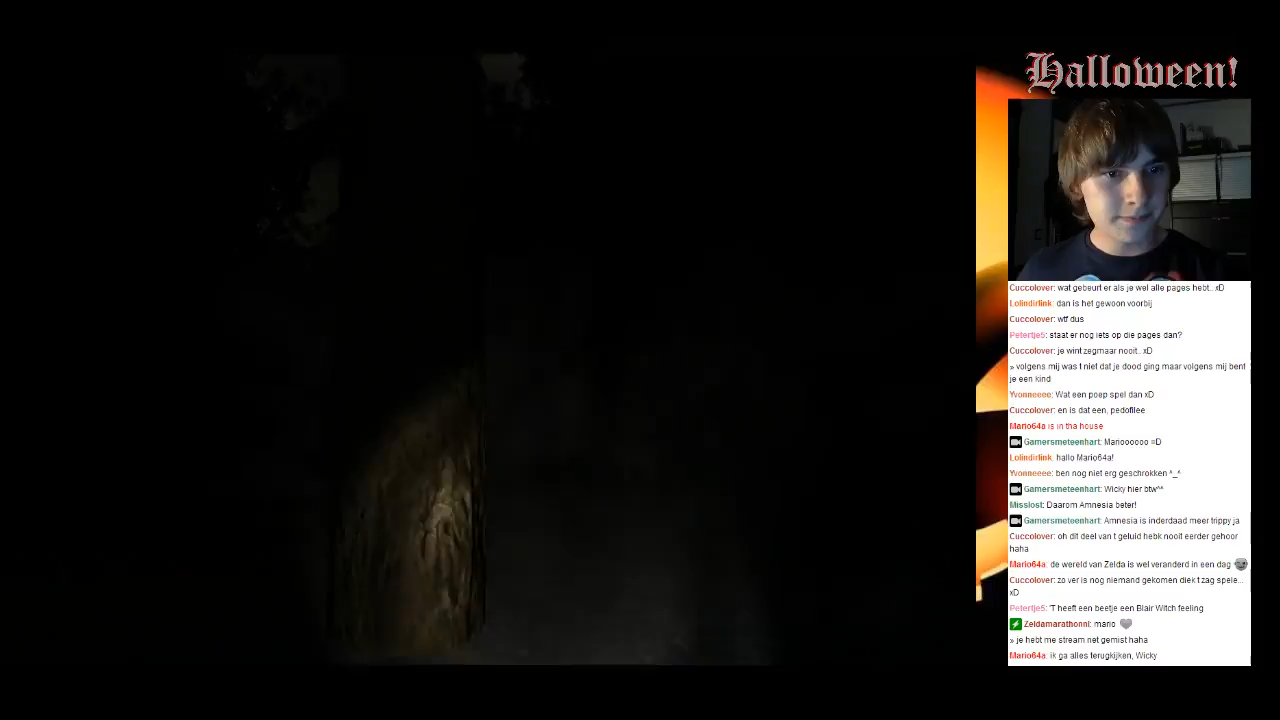 Halloween!
Cuccolover: wat gebeurt er als je wel alle pages hebt.. xD
Lolindirlink: dan is het gewoon voorbij
Cuccolover: wtf dus
Petertje5: staat er nog iets op die pages dan?
Cuccolover: je wint zegmaar nooit.. xD
» volgens mij was t niet dat je dood ging maar volgens mij bent
je een kind
Yvonneeee: Wat een poep spel dan xD
Cuccolover: en is dat een, pedofilee
Mario64a is in tha house
Gamersmeteenhart: Marioooooo =D
Lolindirlink: hallo Mario64a!
Yvonneeee: ben nog niet erg geschrokken ^_^
Gamersmeteenhart: Wicky hier btw^^
Misslost: Daarom Amnesia beter!
Gamersmeteenhart: Amnesia is inderdaad meer trippy ja
Cuccolover: oh dit deel van t geluid hebk nooit eerder gehoor
haha
Mario64a: de wereld van Zelda is wel veranderd in een dag
Cuccolover: zo ver is nog niemand gekomen diek t zag spele...
xD
Petertje5: 'T heeft een beetje een Blair Witch feeling
Zeldamarathonnl: mario
» je hebt me stream net gemist haha
Mario64a: ik ga alles terugkijken, Wicky